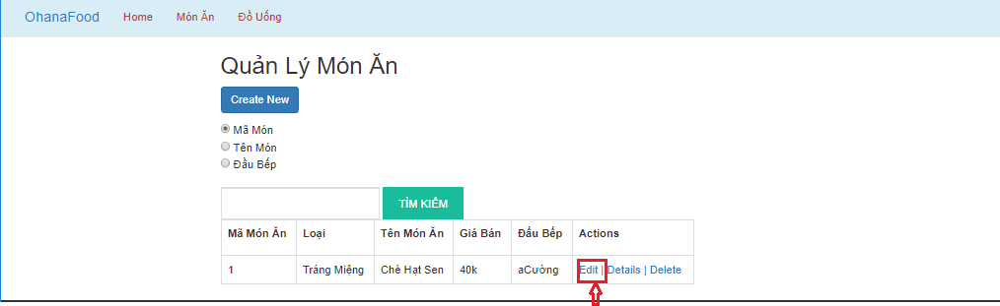 OhanaFood Home Món Ăn Đồ Uống
Quản Lý Món Ăn
Create New
Mã Món
Tên Món
Đầu Bếp
TÌM KIẾM
Mã Món Ăn Loại Tên Món Ăn Giá Bán Đầu Bếp Actions
1 Tráng Miệng Chè Hạt Sen 40k aCường Edit | Details | Delete